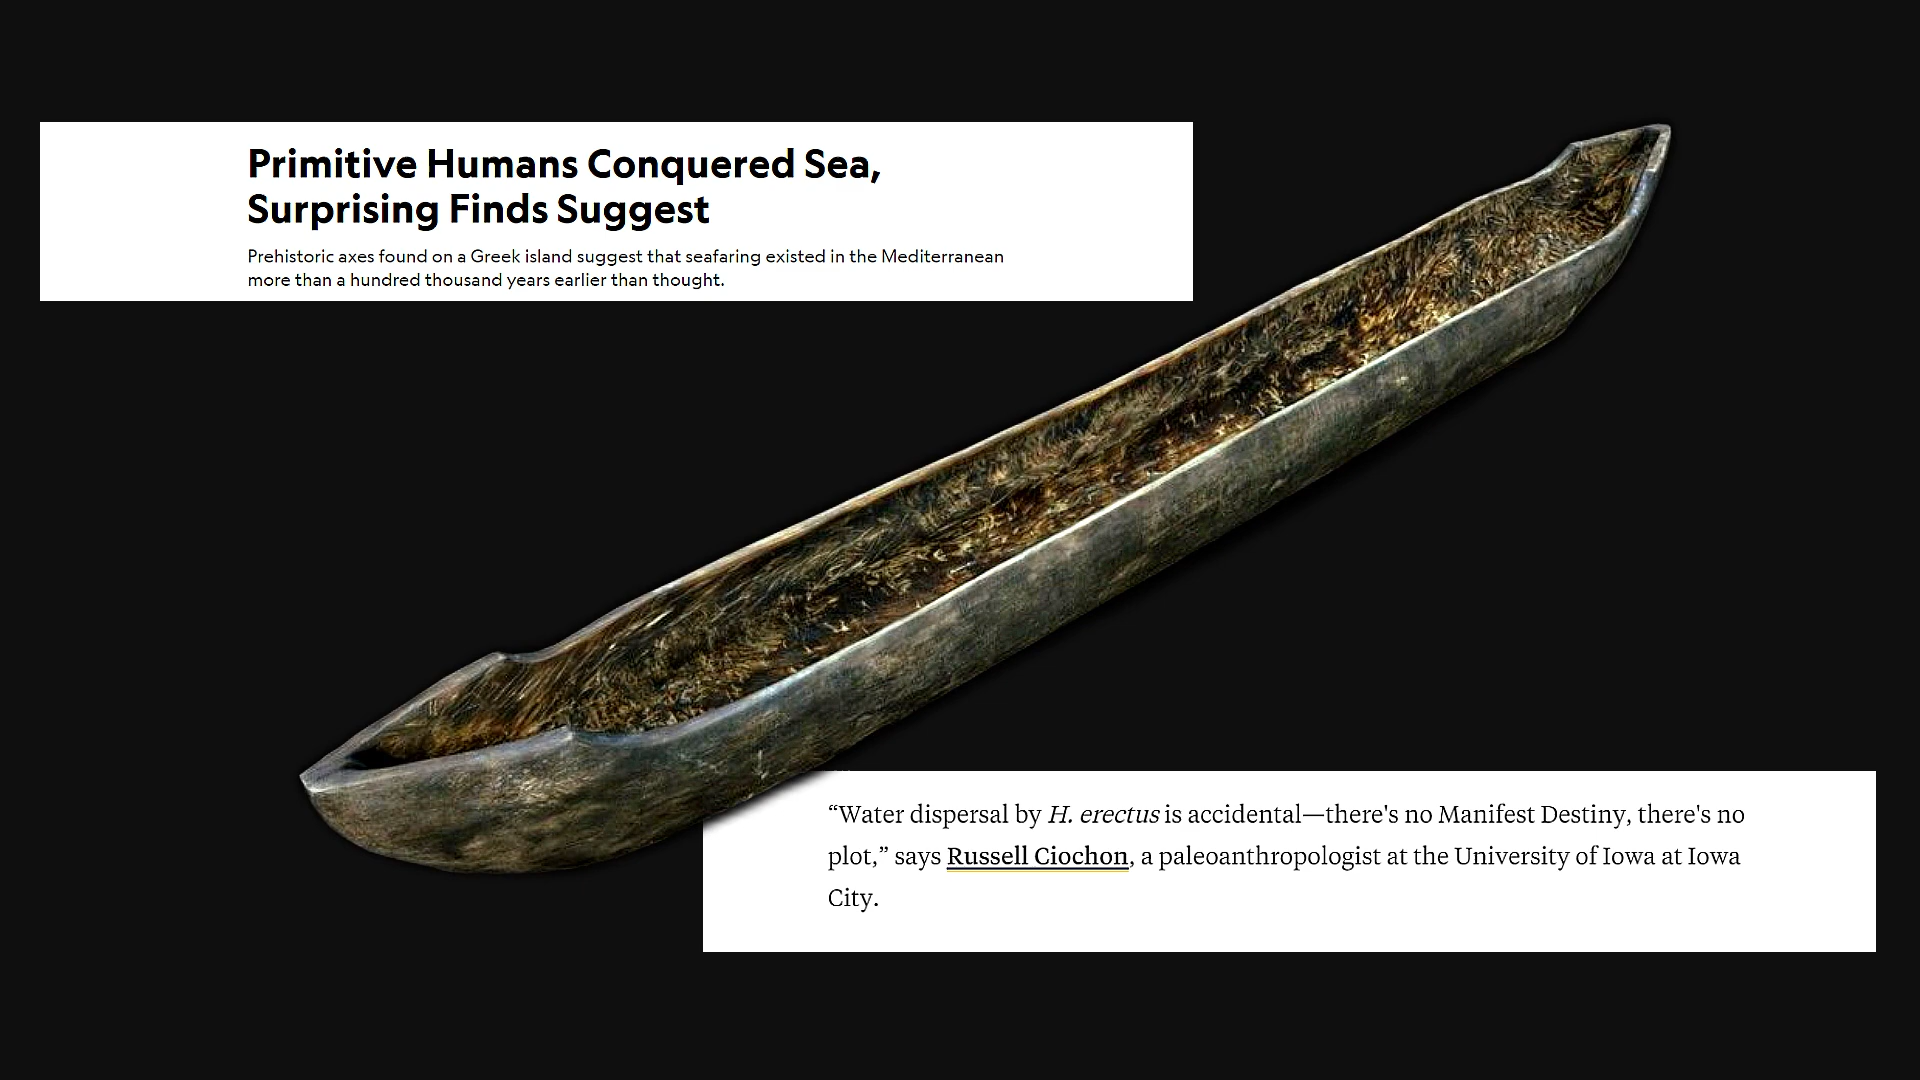 Primitive Humans Conquered Sea,
Surprising Finds Suggest
Prehistoric axes found on a Greek island suggest that seafaring existed in the Mediterranean
more than a hundred thousand years earlier than thought.
“Water dispersal by H. erectus is accidental—there's no Manifest Destiny, there's no
plot,” says Russell Ciochon, a paleoanthropologist at the University of Iowa at Iowa
City.